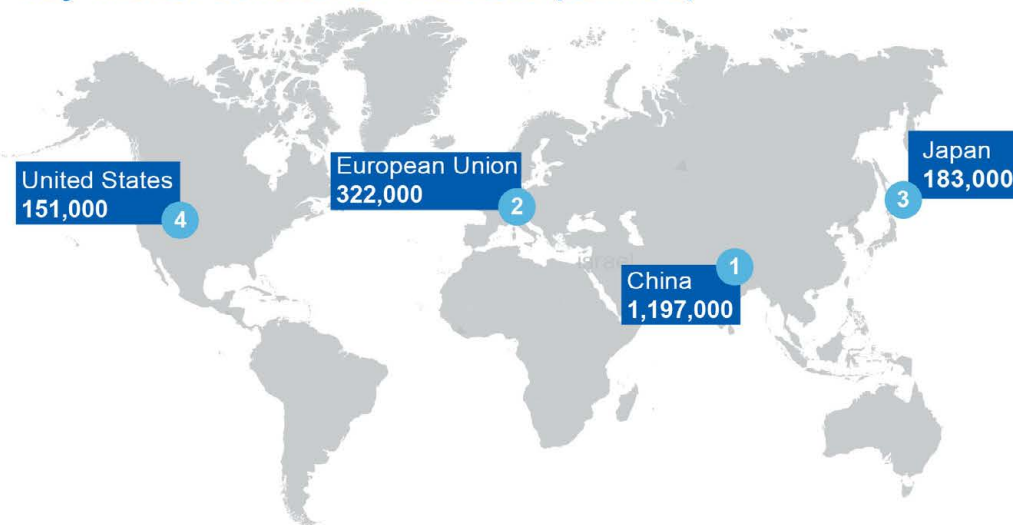 United States
151,000
4
European Union
322,000
2
Japan
183,000
3
Israel
1
China
1,197,000